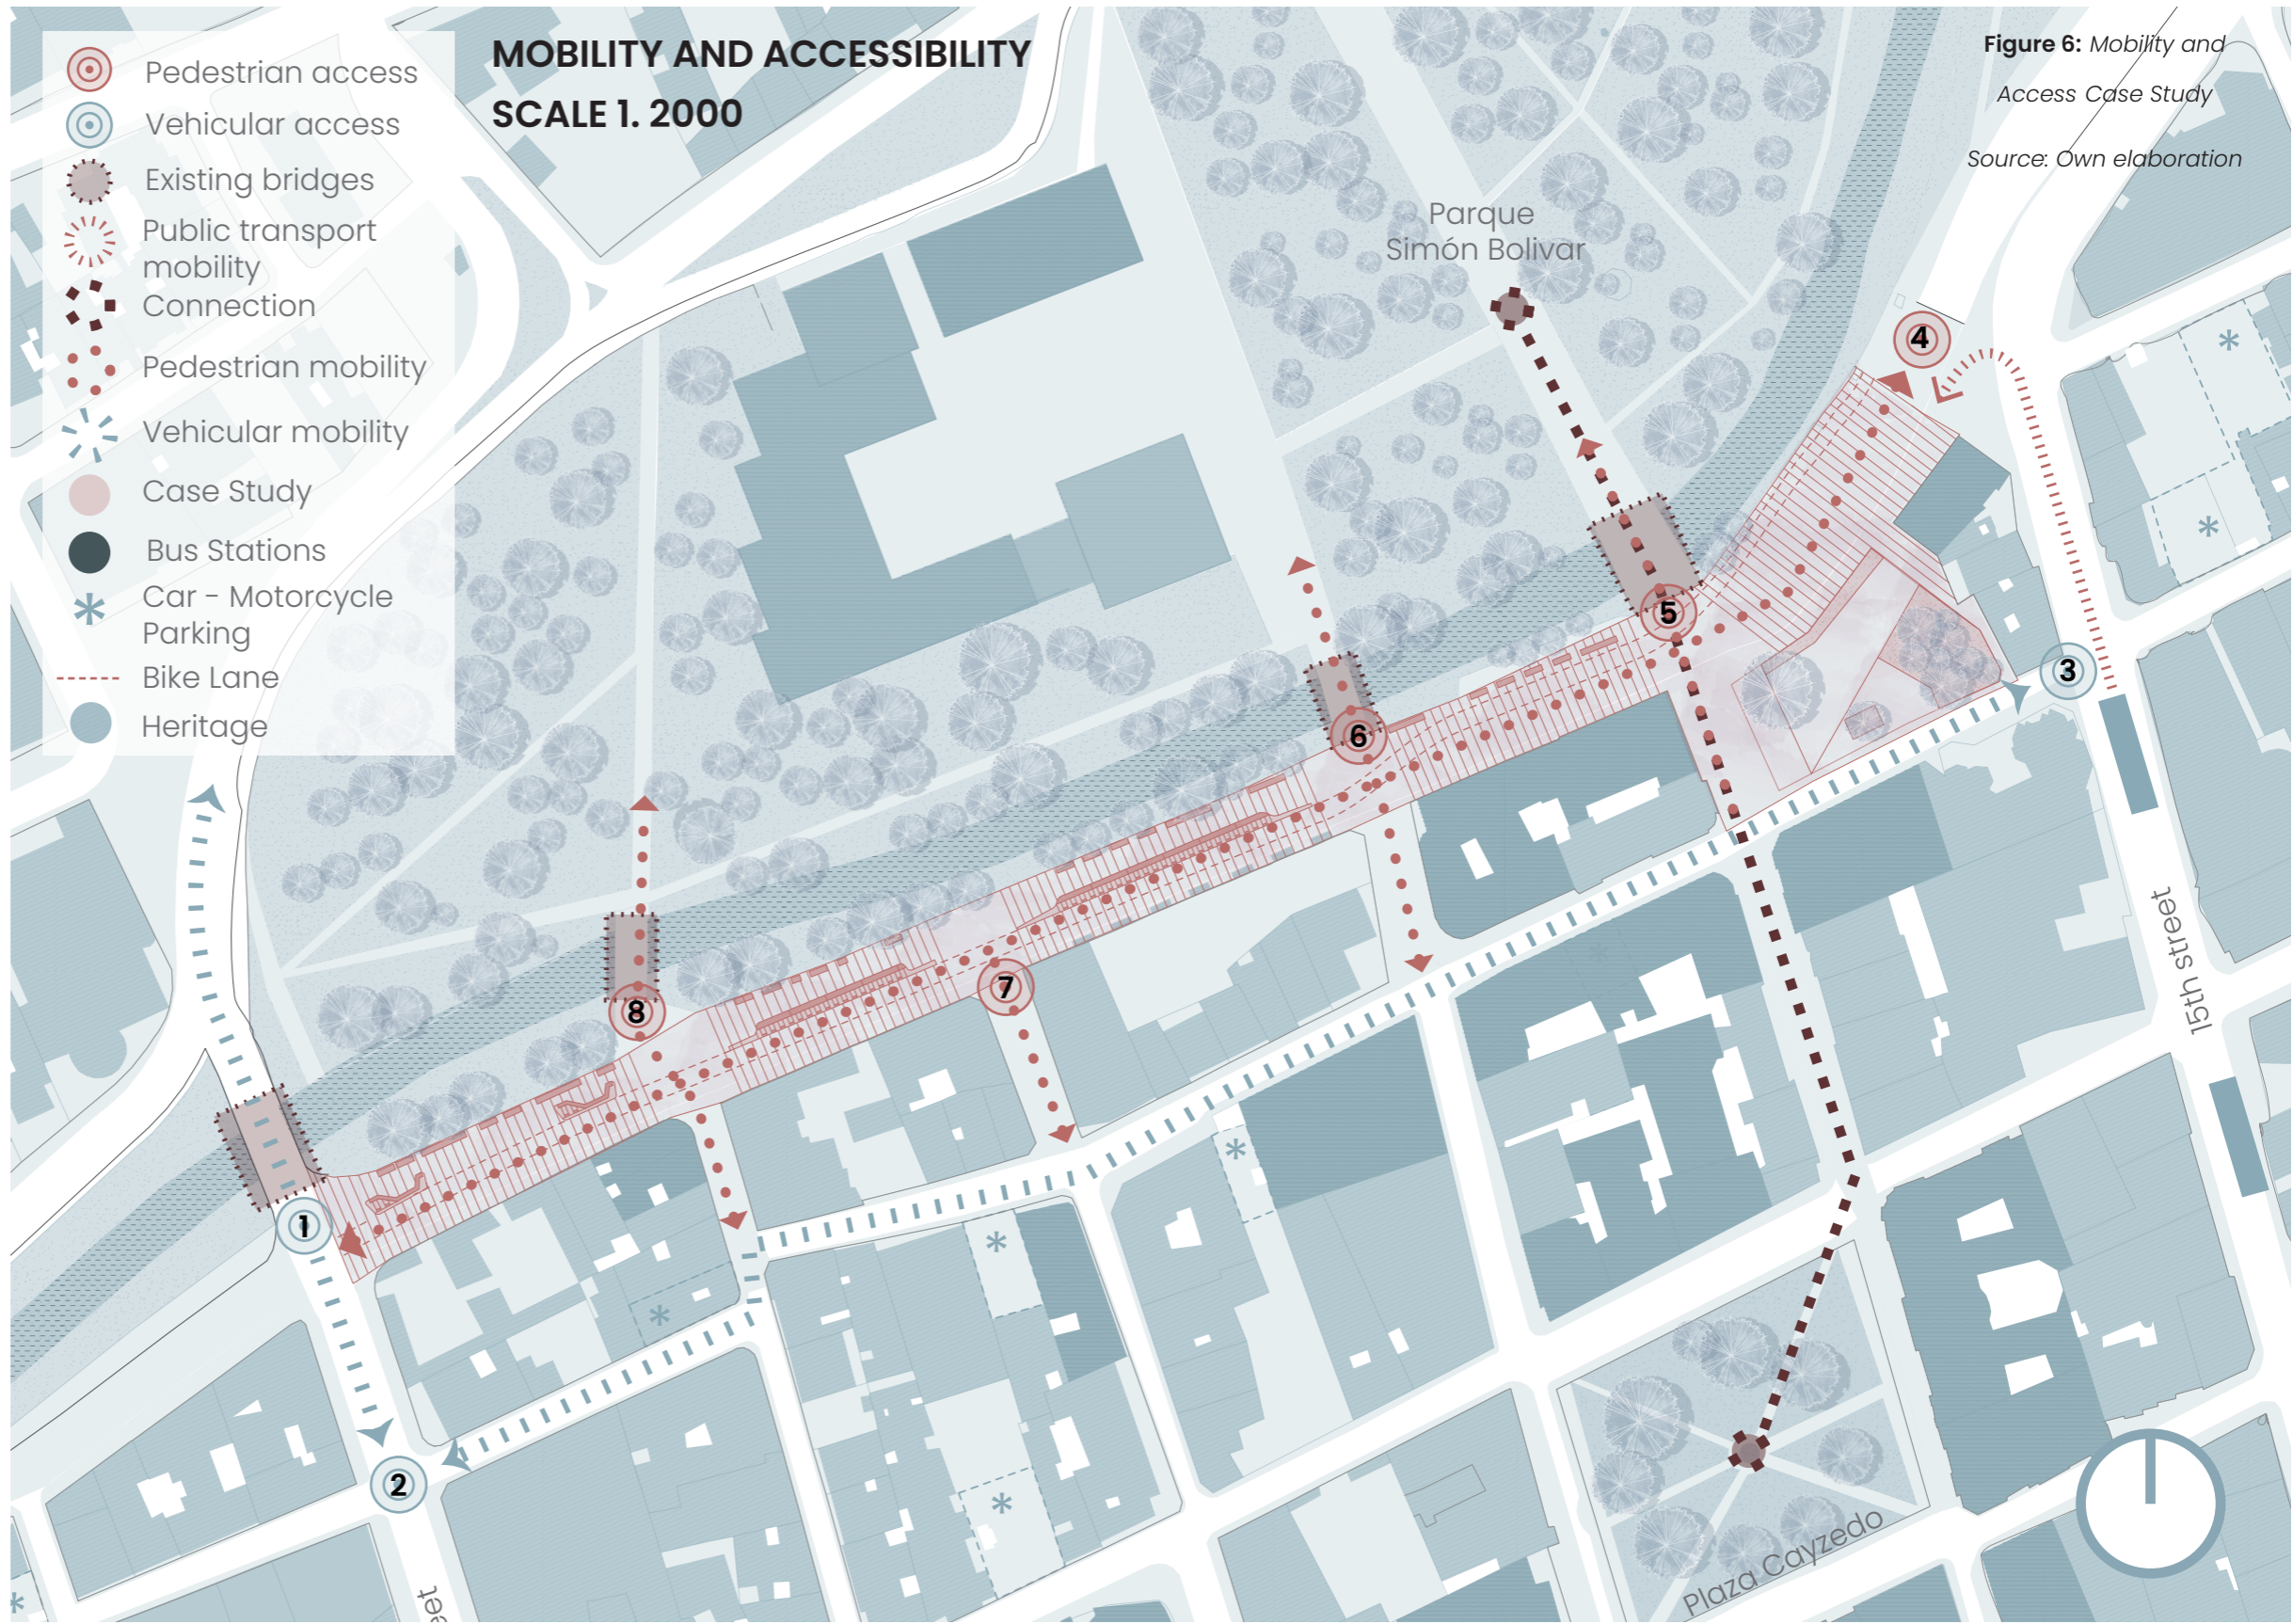 MOBILITY AND ACCESSIBILITY
SCALE 1. 2000
Figure 6: Mobility and
Access Case Study
Source: Own elaboration
Pedestrian access
Vehicular access
Existing bridges
Public transport
mobility
Connection
Pedestrian mobility
Vehicular mobility
Case Study
Bus Stations
Car - Motorcycle
Parking
Bike Lane
Heritage
Parque
Simón Bolivar
4
5
3
6
7
8
15th street
1
2
Plaza Cayzedo
eet